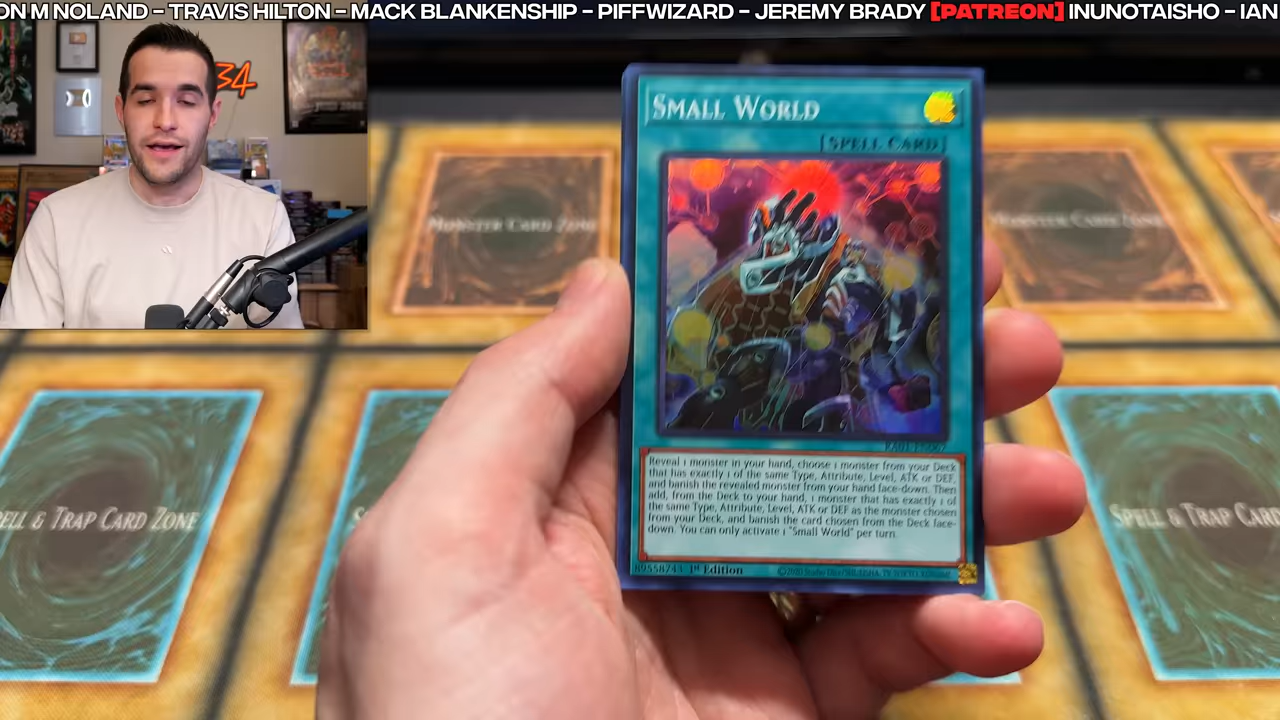 ON M NOLAND – TRAVIS HILTON – MACK BLANKENSHIP – PIFFWIZARD – JEREMY BRADY [PATREON] INUNOTAISHO – IAN
34
SMALL WORLD
[SPELL CARD]
MONSTER CARD ZONE
MONSTER CARD ZONE
Reveal 1 monster in your hand, choose 1 monster from your Deck
that has exactly 1 of the same Type, Attribute, Level, ATK or DEF,
and banish the revealed monster from your hand face-down. Then
add, from the Deck to your hand, 1 monster that has exactly 1 of
the same Type, Attribute, Level, ATK or DEF as the monster chosen
from your Deck, and banish the card chosen from the Deck face-
down. You can only activate 1 "Small World" per turn.
89558743 1st Edition
SPELL & TRAP CARD ZONE
SPELL & TRAP CARD